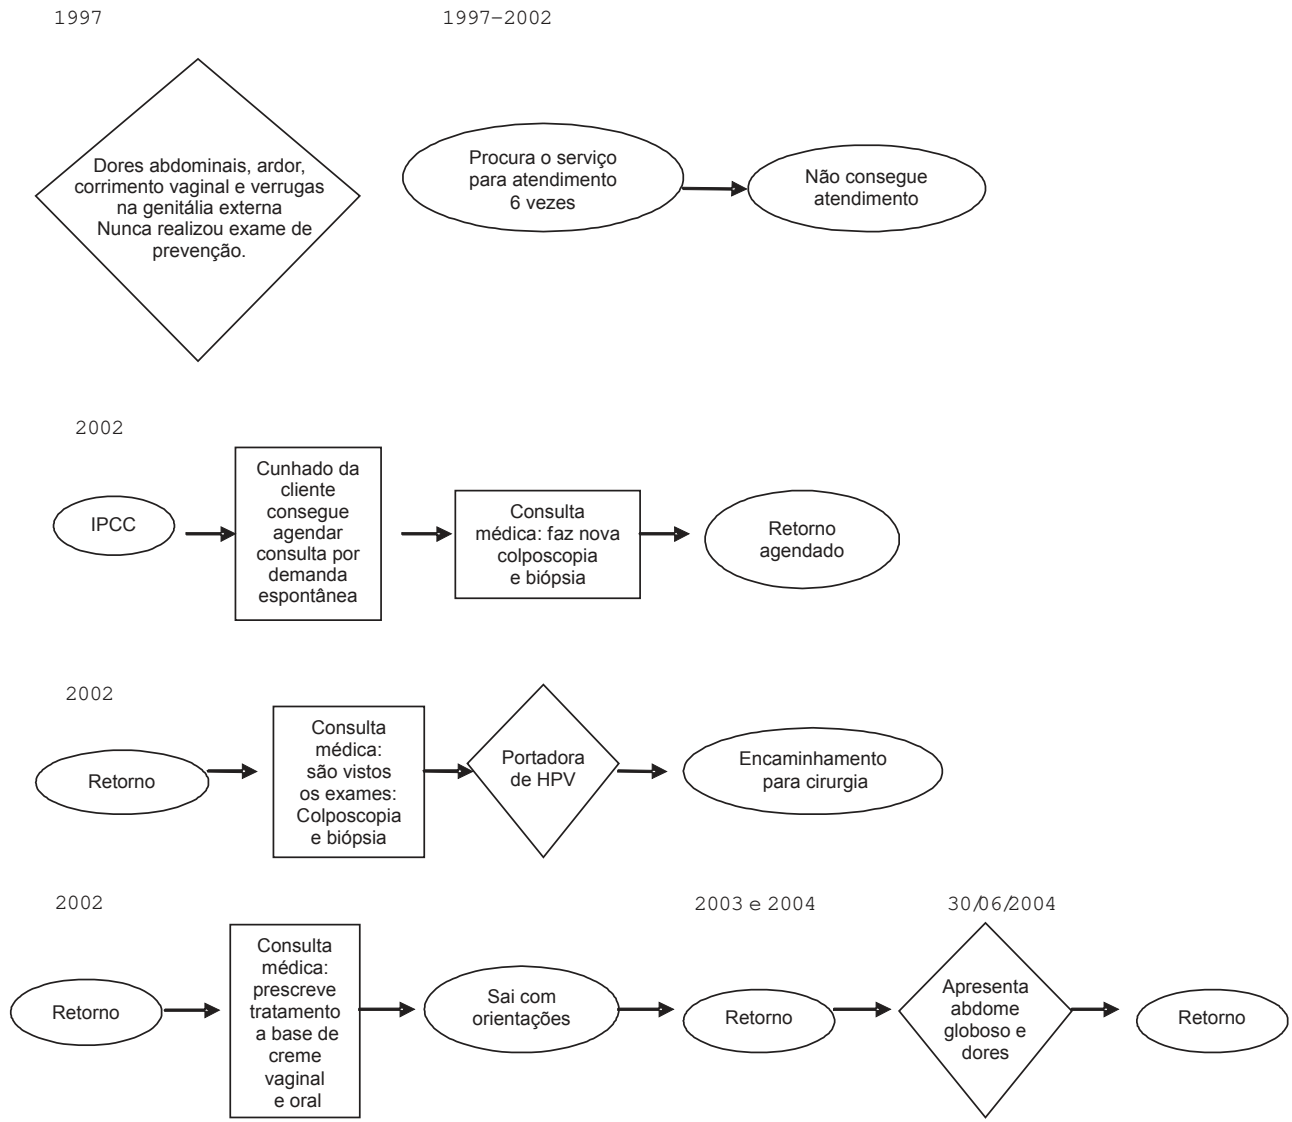 1997
1997-2002
Dores abdominais, ardor,
corrimento vaginal e verrugas
na genitália externa
Nunca realizou exame de
prevenção.
Procura o serviço
para atendimento
6 vezes
Não consegue
atendimento
2002
IPCC
Cunhado da
cliente
consegue
agendar
consulta por
demanda
espontânea
Consulta
médica: faz nova
colposcopia
e biópsia
Retorno
agendado
2002
Retorno
Consulta
médica:
são vistos
os exames:
Colposcopia
e biópsia
Portadora
de HPV
Encaminhamento
para cirurgia
2002
Retorno
Consulta
médica:
prescreve
tratamento
a base de
creme
vaginal
e oral
Sai com
orientações
2003 e 2004
Retorno
30/06/2004
Apresenta
abdome
globoso e
dores
Retorno